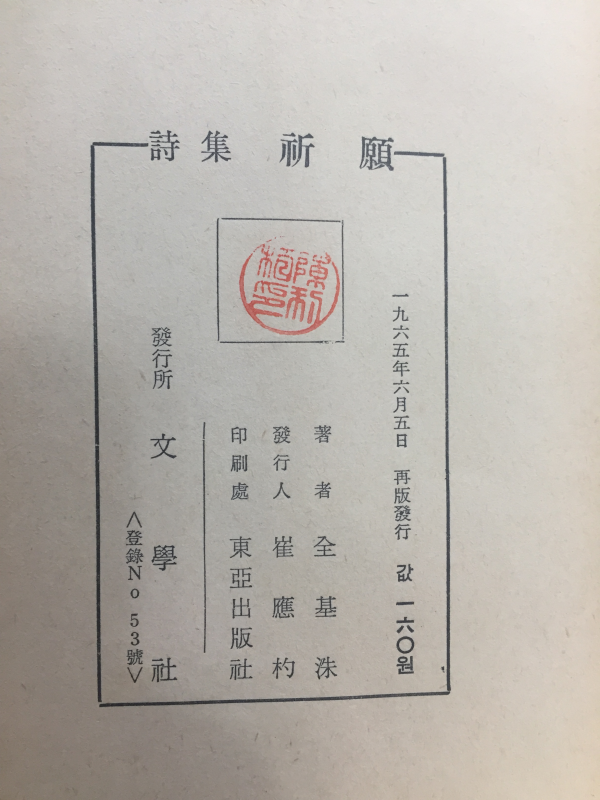 詩集 祈願
一九六五年六月五日 再版發行 값 一六〇원
著者 全基洙
發行人 崔應杓
印刷處 東亞出版社
發行所 文學社
<登錄No 53號>